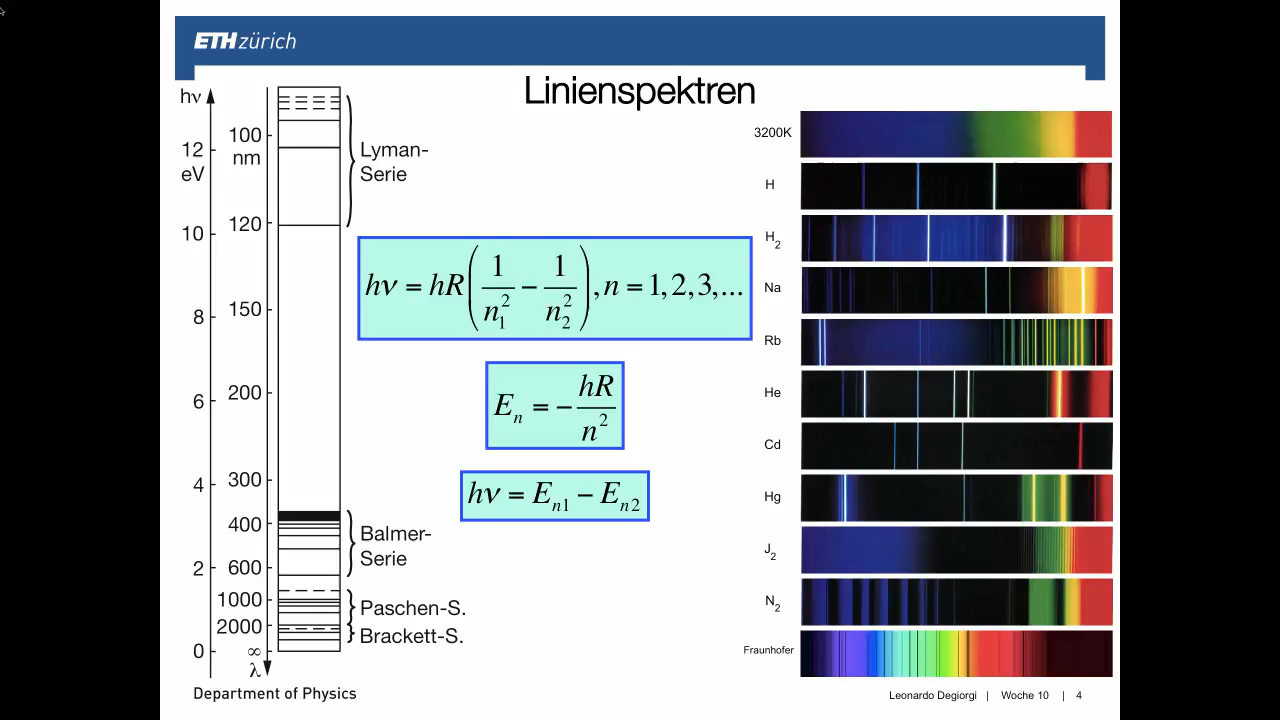 ETH zürich
Linienspektren
hν
12
eV
10
8
6
4
2
0
100
nm
120
150
200
300
400
600
1000
2000
∞
λ
Lyman-
Serie
Balmer-
Serie
Paschen-S.
Brackett-S.
hν = hR(1/n₁² − 1/n₂²), n = 1,2,3,...
Eₙ = − hR/n²
hν = Eₙ₁ − Eₙ₂
3200K
H
H₂
Na
Rb
He
Cd
Hg
J₂
N₂
Fraunhofer
Department of Physics
Leonardo Degiorgi | Woche 10 | 4